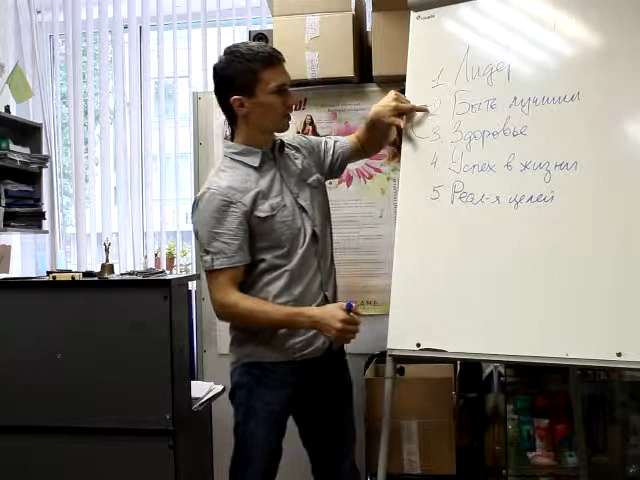 1. Лидер
2. Быть лучшим
3. Здоровье
4. Успех в жизни
5. Реал-я целей